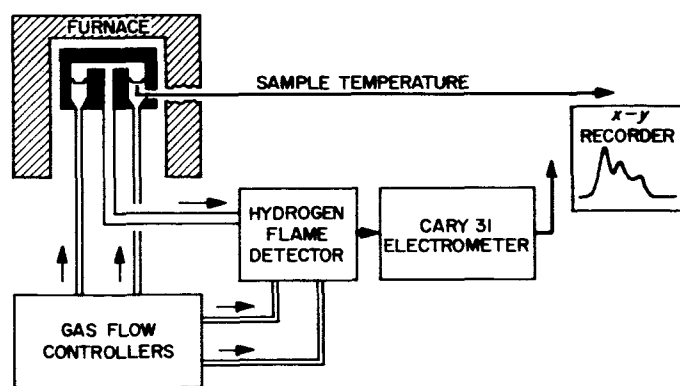 FURNACE
SAMPLE TEMPERATURE
x-y
RECORDER
HYDROGEN
FLAME
DETECTOR
CARY 31
ELECTROMETER
GAS FLOW
CONTROLLERS